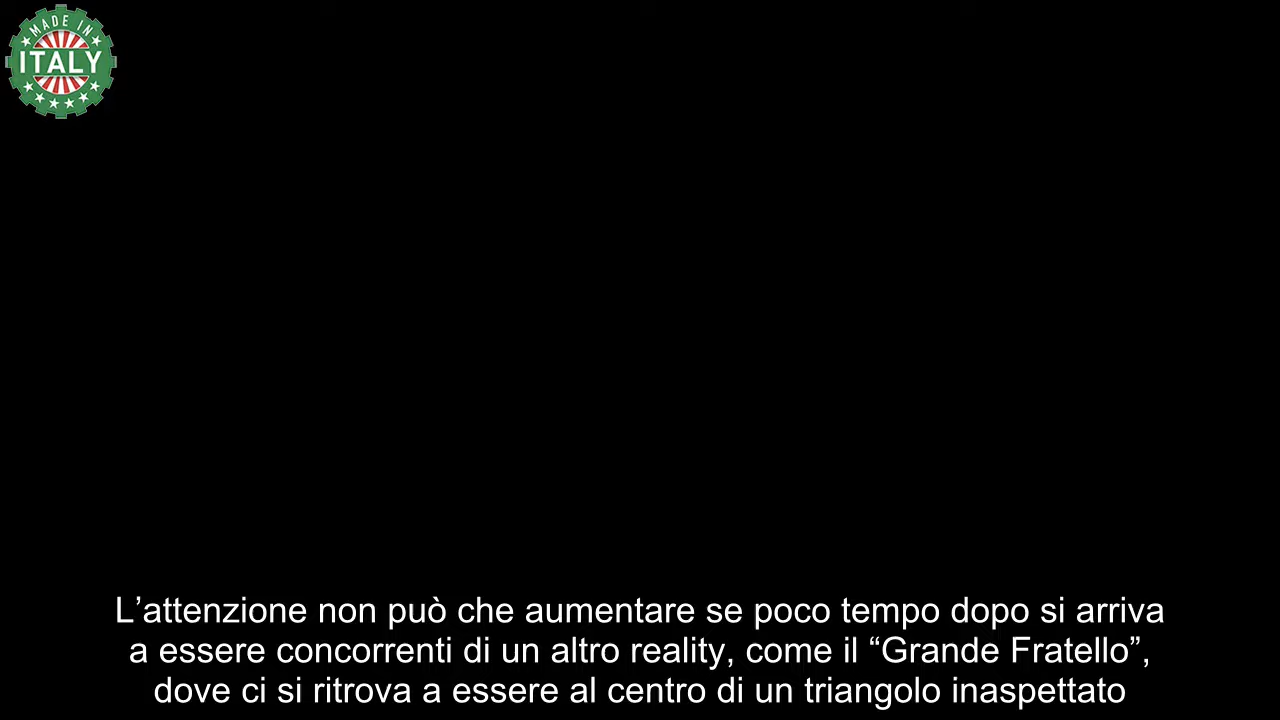 MADE IN
ITALY
L’attenzione non può che aumentare se poco tempo dopo si arriva
a essere concorrenti di un altro reality, come il “Grande Fratello”,
dove ci si ritrova a essere al centro di un triangolo inaspettato